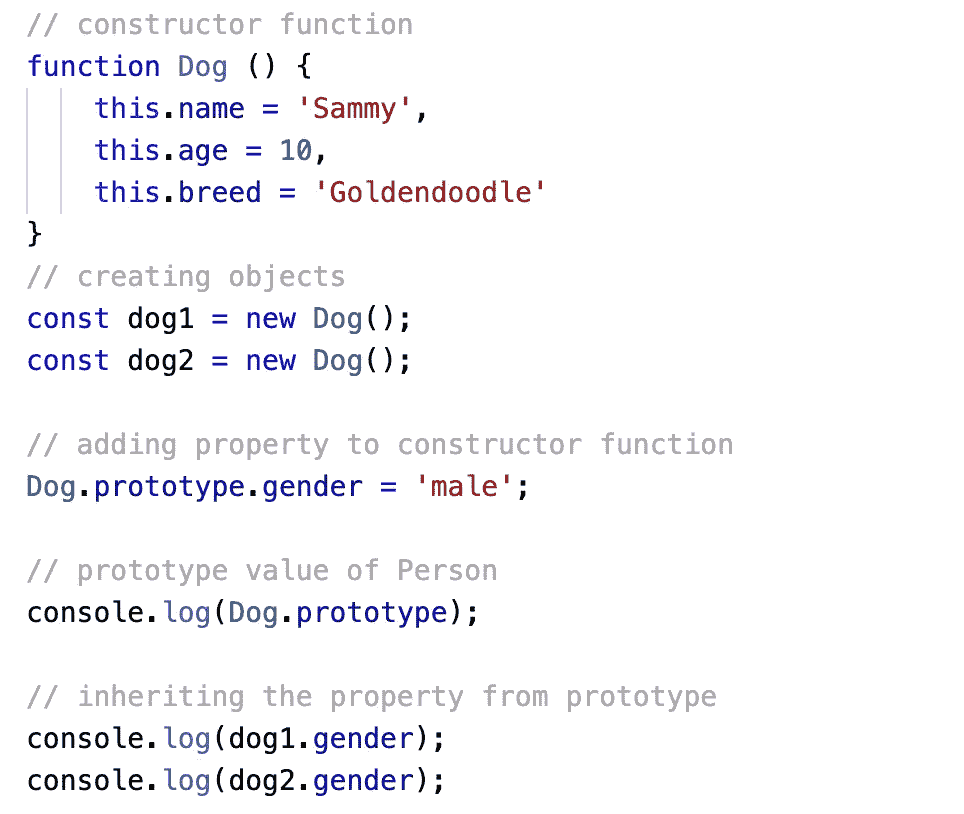 // constructor function
function Dog () {
    this.name = 'Sammy',
    this.age = 10,
    this.breed = 'Goldendoodle'
}
// creating objects
const dog1 = new Dog();
const dog2 = new Dog();
// adding property to constructor function
Dog.prototype.gender = 'male';
// prototype value of Person
console.log(Dog.prototype);
// inheriting the property from prototype
console.log(dog1.gender);
console.log(dog2.gender);